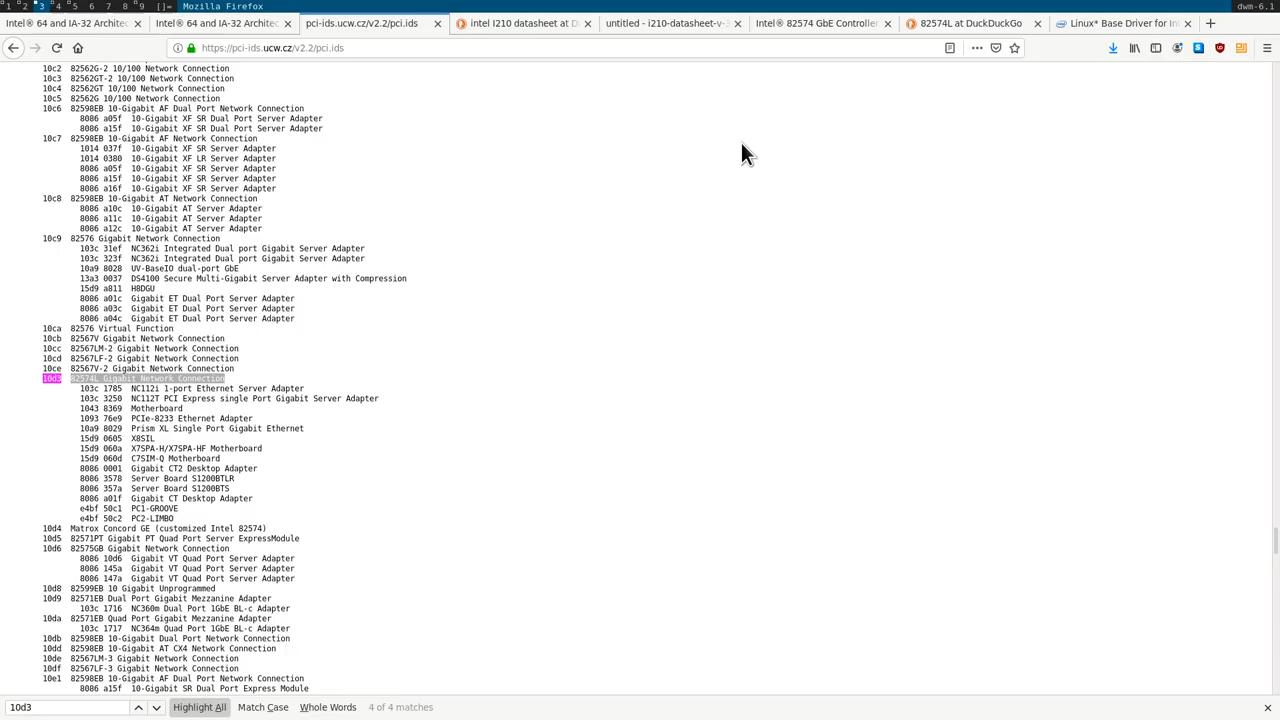 1 2 3 4 5 6 7 8 9 []= Mozilla Firefox dwm-6.1
Intel® 64 and IA-32 Architec Intel® 64 and IA-32 Architec pci-ids.ucw.cz/v2.2/pci.ids intel I210 datasheet at D untitled - i210-datasheet-v-3 Intel® 82574 GbE Controller 82574L at DuckDuckGo Linux* Base Driver for Int
https://pci-ids.ucw.cz/v2.2/pci.ids
10c2 82562G-2 10/100 Network Connection
10c3 82562GT-2 10/100 Network Connection
10c4 82562GT 10/100 Network Connection
10c5 82562G 10/100 Network Connection
10c6 82598EB 10-Gigabit AF Dual Port Network Connection
8086 a05f 10-Gigabit XF SR Dual Port Server Adapter
8086 a15f 10-Gigabit XF SR Dual Port Server Adapter
10c7 82598EB 10-Gigabit AF Network Connection
1014 037f 10-Gigabit XF SR Server Adapter
1014 0380 10-Gigabit XF LR Server Adapter
8086 a05f 10-Gigabit XF SR Server Adapter
8086 a15f 10-Gigabit XF SR Server Adapter
8086 a16f 10-Gigabit XF SR Server Adapter
10c8 82598EB 10-Gigabit AT Network Connection
8086 a10c 10-Gigabit AT Server Adapter
8086 a11c 10-Gigabit AT Server Adapter
8086 a12c 10-Gigabit AT Server Adapter
10c9 82576 Gigabit Network Connection
103c 31ef NC362i Integrated Dual port Gigabit Server Adapter
103c 323f NC362i Integrated Dual port Gigabit Server Adapter
10a9 8028 UV-BaseIO dual-port GbE
13a3 0037 DS4100 Secure Multi-Gigabit Server Adapter with Compression
15d9 a811 H8DGU
8086 a01c Gigabit ET Dual Port Server Adapter
8086 a03c Gigabit ET Dual Port Server Adapter
8086 a04c Gigabit ET Dual Port Server Adapter
10ca 82576 Virtual Function
10cb 82567V Gigabit Network Connection
10cc 82567LM-2 Gigabit Network Connection
10cd 82567LF-2 Gigabit Network Connection
10ce 82567V-2 Gigabit Network Connection
10d3 82574L Gigabit Network Connection
103c 1785 NC112i 1-port Ethernet Server Adapter
103c 3250 NC112T PCI Express single Port Gigabit Server Adapter
1043 8369 Motherboard
1093 76e9 PCIe-8233 Ethernet Adapter
10a9 8029 Prism XL Single Port Gigabit Ethernet
15d9 0605 X8SIL
15d9 060a X7SPA-H/X7SPA-HF Motherboard
15d9 060d C7SIM-Q Motherboard
8086 0001 Gigabit CT2 Desktop Adapter
8086 3578 Server Board S1200BTLR
8086 357a Server Board S1200BTS
8086 a01f Gigabit CT Desktop Adapter
e4bf 50c1 PC1-GROOVE
e4bf 50c2 PC2-LIMBO
10d4 Matrox Concord GE (customized Intel 82574)
10d5 82571PT Gigabit PT Quad Port Server ExpressModule
10d6 82575GB Gigabit Network Connection
8086 10d6 Gigabit VT Quad Port Server Adapter
8086 145a Gigabit VT Quad Port Server Adapter
8086 147a Gigabit VT Quad Port Server Adapter
10d8 82599EB 10 Gigabit Unprogrammed
10d9 82571EB Dual Port Gigabit Mezzanine Adapter
103c 1716 NC360m Dual Port 1GbE BL-c Adapter
10da 82571EB Quad Port Gigabit Mezzanine Adapter
103c 1717 NC364m Quad Port 1GbE BL-c Adapter
10db 82598EB 10-Gigabit Dual Port Network Connection
10dd 82598EB 10-Gigabit AT CX4 Network Connection
10de 82567LM-3 Gigabit Network Connection
10df 82567LF-3 Gigabit Network Connection
10e1 82598EB 10-Gigabit AF Dual Port Network Connection
8086 a15f 10-Gigabit SR Dual Port Express Module
10d3 Highlight All Match Case Whole Words 4 of 4 matches